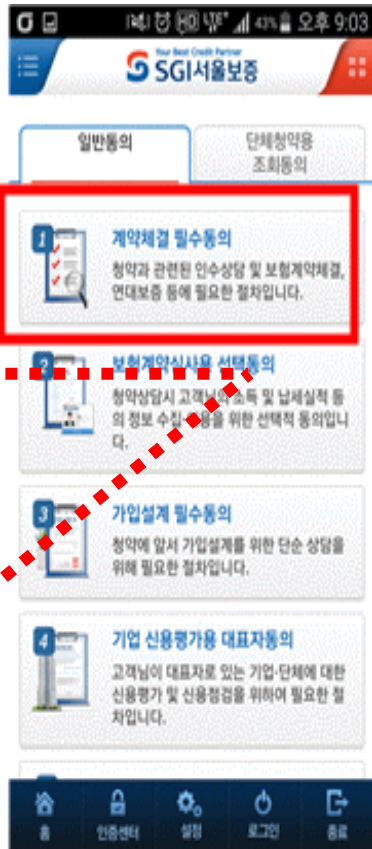 43% 오후 9:03
Your Best Credit Partner
SGI서울보증
일반동의
단체청약용
조회동의
1
계약체결 필수동의
청약과 관련된 인수상담 및 보험계약체결,
연대보증 등에 필요한 절차입니다.
2
보험계약심사용 선택동의
청약상담시 고객님의 소득 및 납세실적 등
의 정보 수집·이용을 위한 선택적 동의입니
다.
3
가입설계 필수동의
청약에 앞서 가입설계를 위한 단순 상담을
위해 필요한 절차입니다.
4
기업 신용평가용 대표자동의
고객님이 대표자로 있는 기업·단체에 대한
신용평가 및 신용점검을 위하여 필요한 절
차입니다.
홈 인증센터 설정 로그인 종료